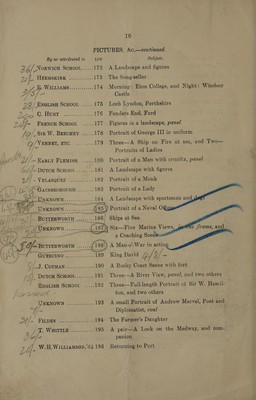 16
PICTURES, &c.—continued.
By or attributed to LOT Subject.
NORWICH SCHOOL 172 A Landscape and figures
HEEMSKIRK 173 The Song-seller
E. WILLIAMS 174 Morning: Eton College, and Night: Windsor
Castle
ENGLISH SCHOOL 175 Loch Lyndon, Perthshire
C. HUNT 176 Fenders End, Ford
FRENCH SCHOOL 177 Figures in a landscape, panel
SIR W. BEECHEY 178 Portrait of George III in uniform
VERNET, ETC. 179 Three—A Ship on Fire at sea, and Two—
Portraits of Ladies
EARLY FLEMISH 180 Portrait of a Man with crucifix, panel
DUTCH SCHOOL 181 A Landscape with figures
VELASQUEZ 182 Portrait of a Monk
GAINSBOROUGH 183 Portrait of a Lady
UNKNOWN 184 A Landscape with sportsmen and dogs
UNKNOWN 185 Portrait of a Naval Officer
BUTTERWORTH 186 Ships at Sea
UNKNOWN 187 Six—Five Marine Views, frames, and
a Coaching Scene
BUTTERWORTH 188 A Man-o'-War in action
GUERCINO 189 King David
J. COTMAN 190 A Rocky Coast Scene with fort
DUTCH SCHOOL 191 Three—A River View, panel, and two others
ENGLISH SCHOOL 192 Three—Full-length Portrait of Sir W. Hamil-
ton, and two others
UNKNOWN 193 A small Portrait of Andrew Marvel, Poet and
Diplomatist, oval
FILDES 194 The Farmer's Daughter
T. WHITTLE 195 A pair—A Lock on the Medway, and com-
panion
W. H. WILLIAMSON, '64 196 Returning to Port